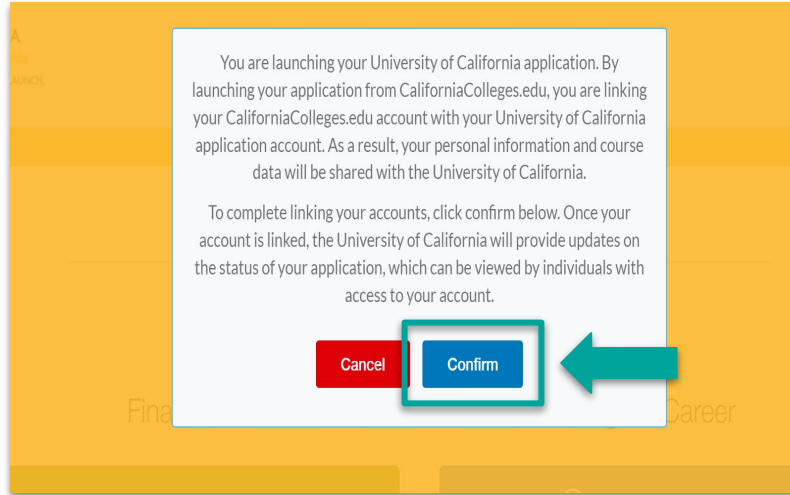 A
.edu
LAUNCH.
You are launching your University of California application. By
launching your application from CaliforniaColleges.edu, you are linking
your CaliforniaColleges.edu account with your University of California
application account. As a result, your personal information and course
data will be shared with the University of California.
To complete linking your accounts, click confirm below. Once your
account is linked, the University of California will provide updates on
the status of your application, which can be viewed by individuals with
access to your account.
Cancel Confirm
Fina Career